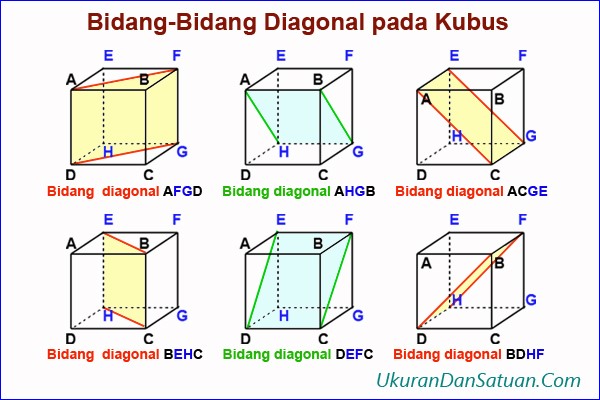 Bidang-Bidang Diagonal pada Kubus
E F
A B
H G
D C
Bidang diagonal AFGD
E F
A B
H G
D C
Bidang diagonal AHGB
E F
A B
H G
D C
Bidang diagonal ACGE
E F
A B
H G
D C
Bidang diagonal BEHC
E F
A B
H G
D C
Bidang diagonal DEFC
E F
A B
H G
D C
Bidang diagonal BDHF
UkuranDanSatuan.Com